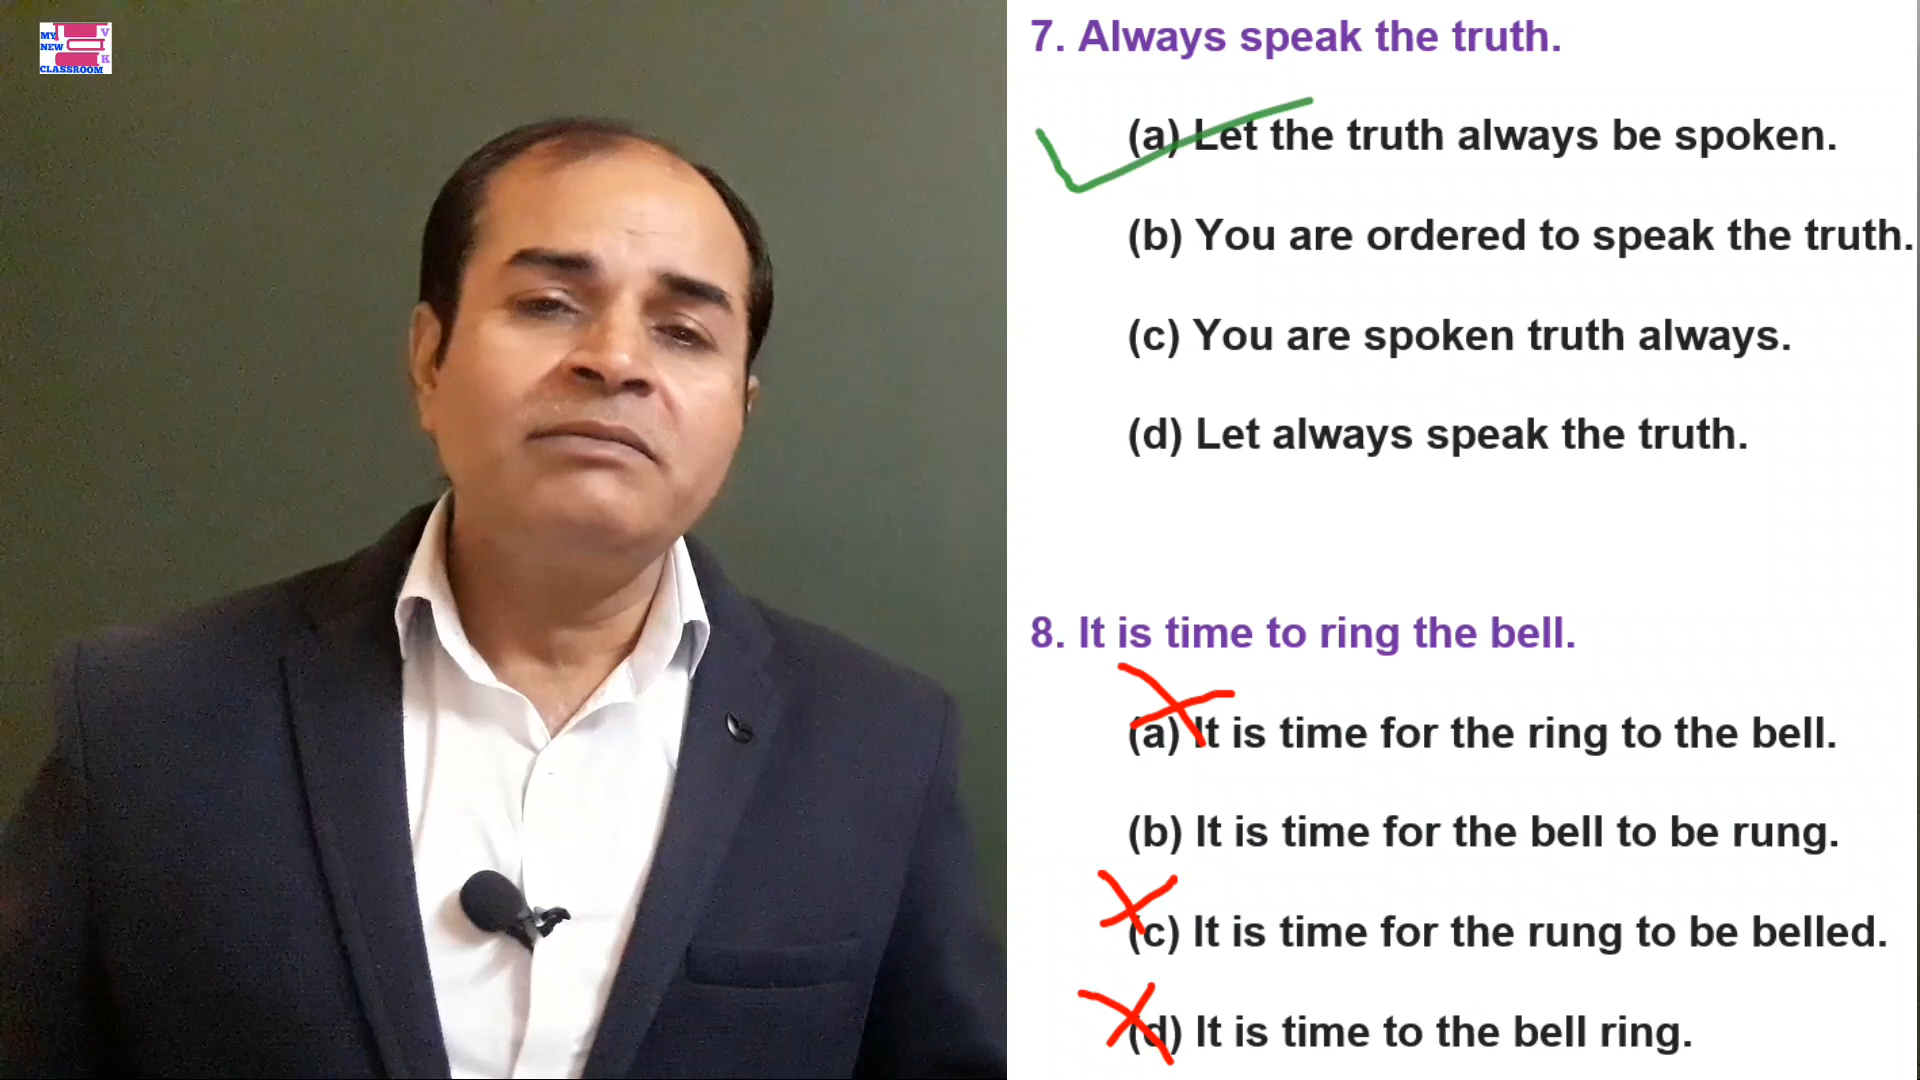 MY
V
NEW
K
CLASSROOM
7. Always speak the truth.
(a) Let the truth always be spoken.
(b) You are ordered to speak the truth.
(c) You are spoken truth always.
(d) Let always speak the truth.
8. It is time to ring the bell.
(a) It is time for the ring to the bell.
(b) It is time for the bell to be rung.
(c) It is time for the rung to be belled.
(d) It is time to the bell ring.